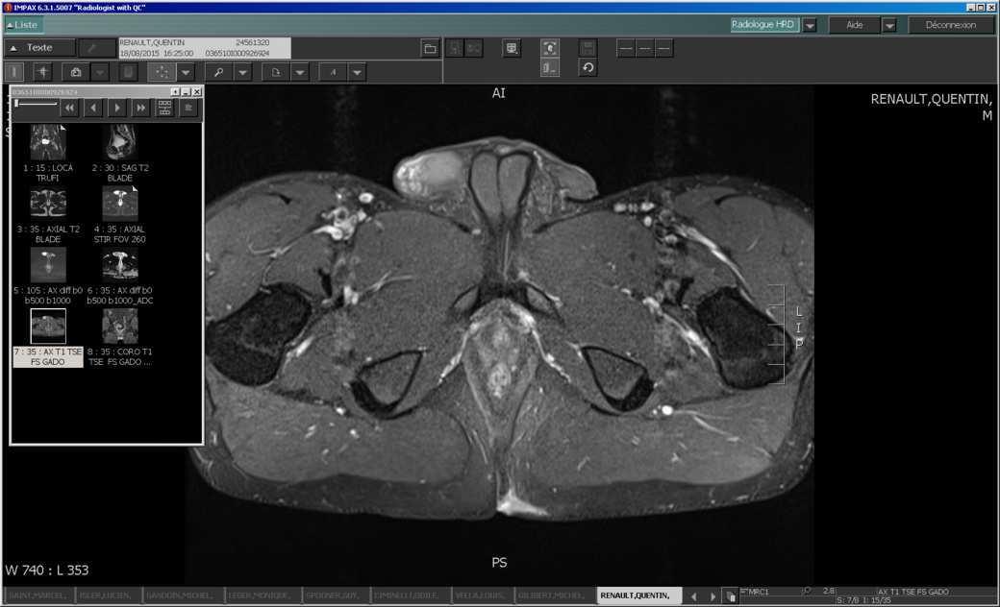 IMPAX 6.3.1.5007 "Radiologist with QC"
Liste
Radiologue HRD
Aide
Déconnexion
Texte
RENAULT,QUENTIN 24561320
18/08/2015 16:25:00
036510000926924
1 : 15 : LOCA
TRUFI
2 : 30 : SAG T2
BLADE
3 : 35 : AXIAL T2
BLADE
4 : 35 : AXIAL
STIR FOV 260
5 : 105 : AX diff b0
b500 b1000
6 : 35 : AX diff b0
b500 b1000_ADC
7 : 35 : AX T1 TSE
FS GADO
8 : 35 : CORO T1
TSE FS GADO ...
AI
RENAULT,QUENTIN,
M
L
I
P
PS
W 740 : L 353
SAINT,MARCEL,
ISLER,LUCIEN,
GANDOIN,MICHEL,
LEGER,MONIQUE,
SPOONER,GUY,
CIMINELLI,ODILE,
VELLA,LOUIS,
GILIBERT,MICHEL,
RENAULT,QUENTIN,
MRC1
2.8
AX T1 TSE FS GADO
S: 7/8 I: 15/35